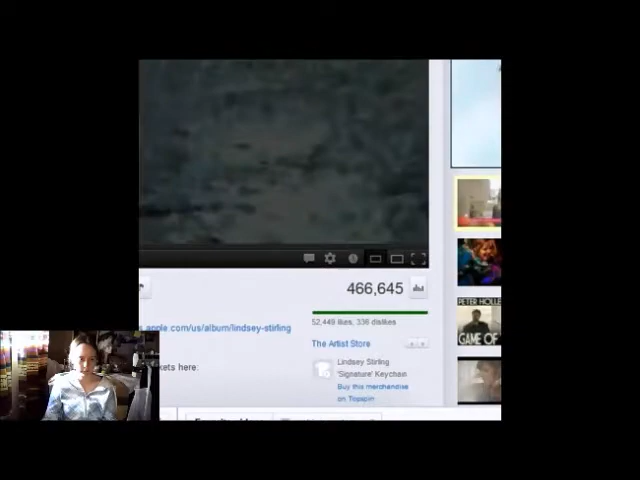 466,645
52,449 likes, 338 dislikes
apple.com/us/album/lindsey-stirling
The Artist Store
kets here:
Lindsey Stirling
'Signature' Keychain
Buy this merchandise
on Topspin
PETER HOLLE
GAME OF